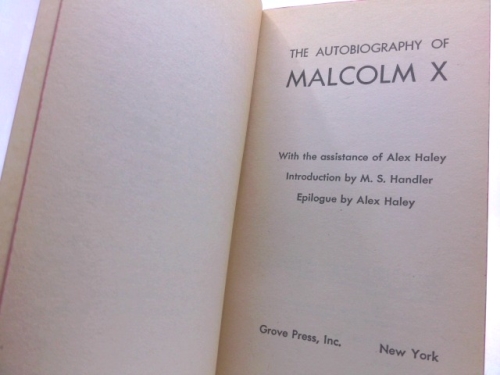 THE AUTOBIOGRAPHY OF
MALCOLM X
With the assistance of Alex Haley
Introduction by M. S. Handler
Epilogue by Alex Haley
Grove Press, Inc. New York